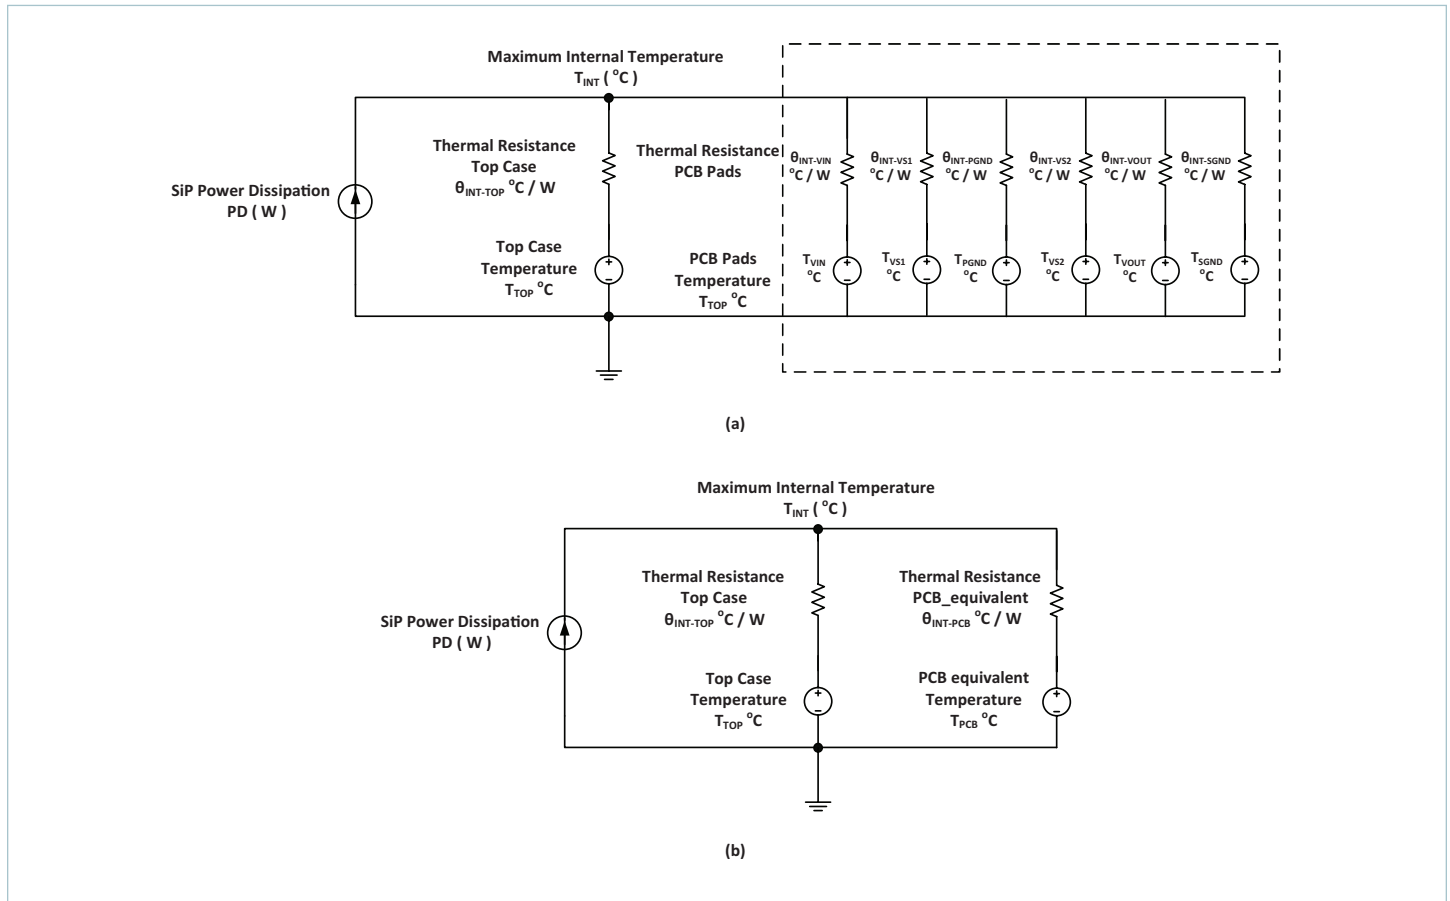 Maximum Internal Temperature
T_INT ( °C )
Thermal Resistance
Top Case
θ_INT-TOP °C / W
Thermal Resistance
PCB Pads
SiP Power Dissipation
PD ( W )
θ_INT-VIN
°C / W
θ_INT-VS1
°C / W
θ_INT-PGND
°C / W
θ_INT-VS2
°C / W
θ_INT-VOUT
°C / W
θ_INT-SGND
°C / W
Top Case
Temperature
T_TOP °C
PCB Pads
Temperature
T_TOP °C
T_VIN
°C
T_VS1
°C
T_PGND
°C
T_VS2
°C
T_VOUT
°C
T_SGND
°C
(a)
Maximum Internal Temperature
T_INT ( °C )
Thermal Resistance
Top Case
θ_INT-TOP °C / W
Thermal Resistance
PCB_equivalent
θ_INT-PCB °C / W
SiP Power Dissipation
PD ( W )
Top Case
Temperature
T_TOP °C
PCB equivalent
Temperature
T_PCB °C
(b)